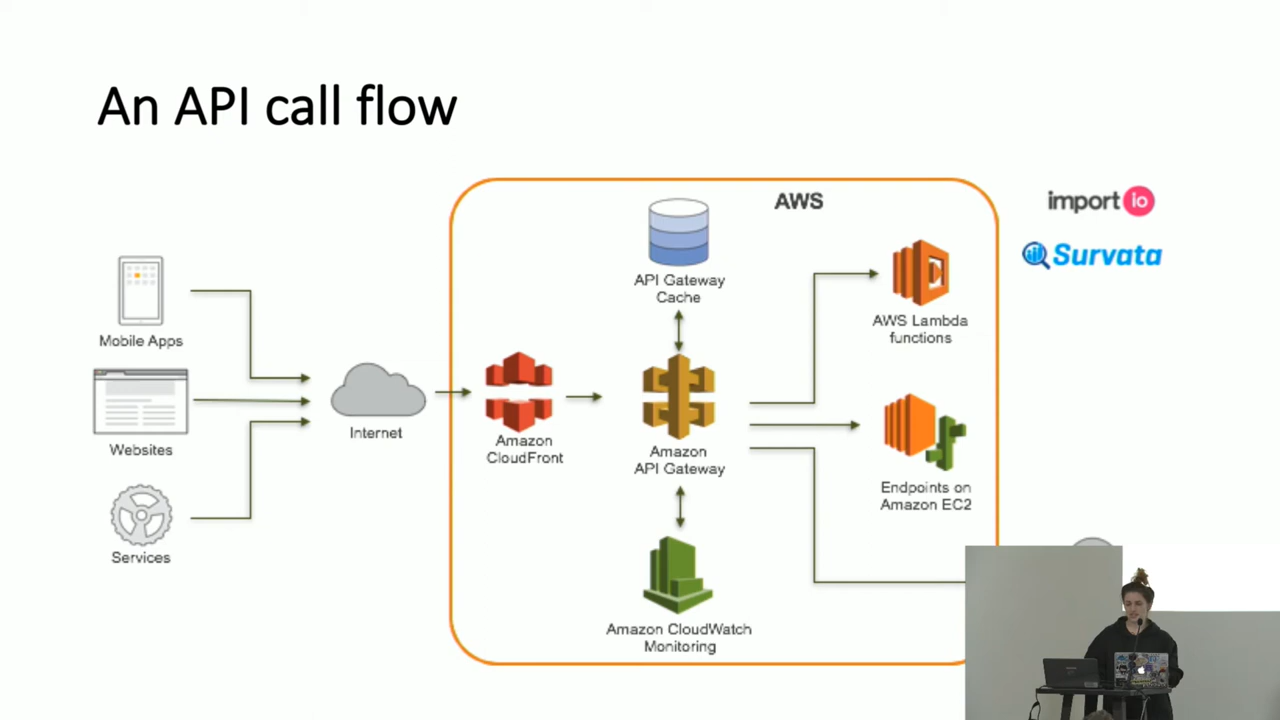 An API call flow
AWS
import io
Survata
API Gateway
Cache
Mobile Apps
AWS Lambda
functions
Internet
Amazon
CloudFront
Amazon
API Gateway
Websites
Endpoints on
Amazon EC2
Services
Amazon CloudWatch
Monitoring